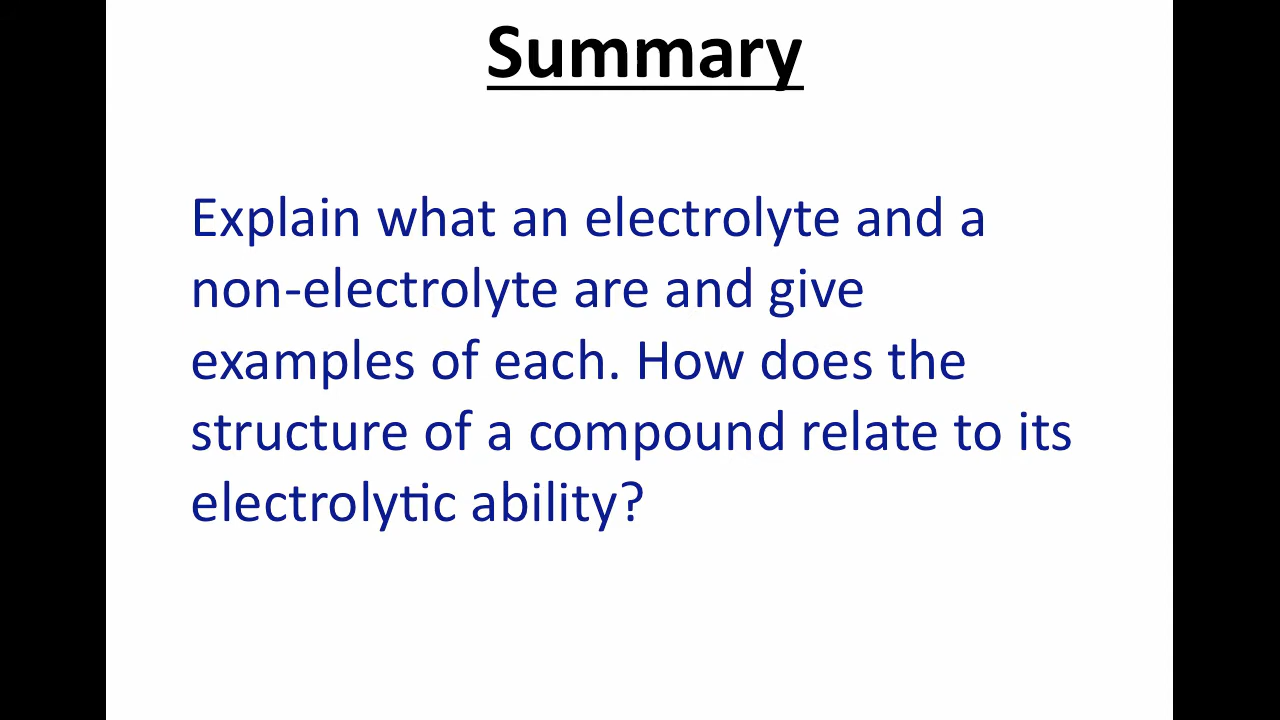 Summary
Explain what an electrolyte and a
non-electrolyte are and give
examples of each. How does the
structure of a compound relate to its
electrolytic ability?